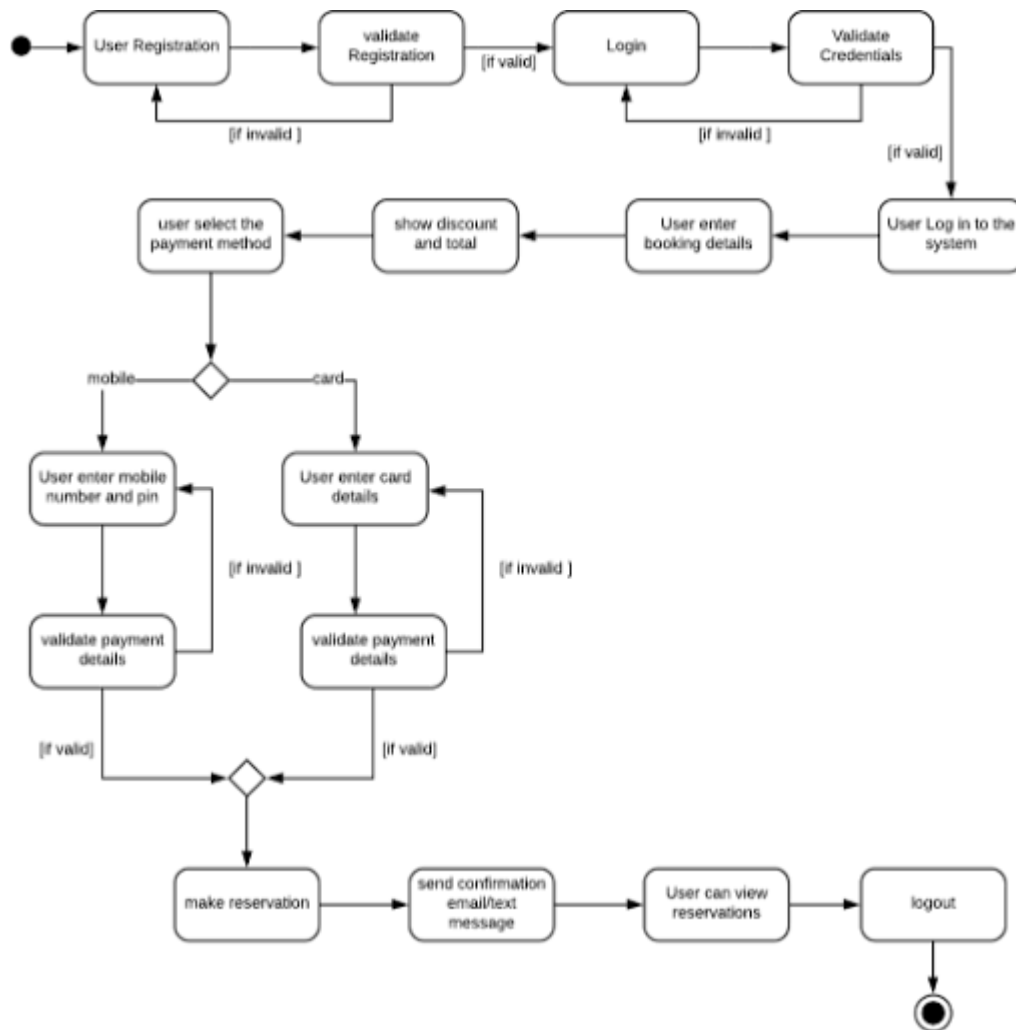 User Registration
validate
Registration
[if valid]
Login
Validate
Credentials
[if invalid ]
[if invalid ]
[if valid]
user select the
payment method
show discount
and total
User enter
booking details
User Log in to the
system
mobile
card
User enter mobile
number and pin
User enter card
details
[if invalid ]
[if invalid ]
validate payment
details
validate payment
details
[if valid]
[if valid]
make reservation
send confirmation
email/text
message
User can view
reservations
logout